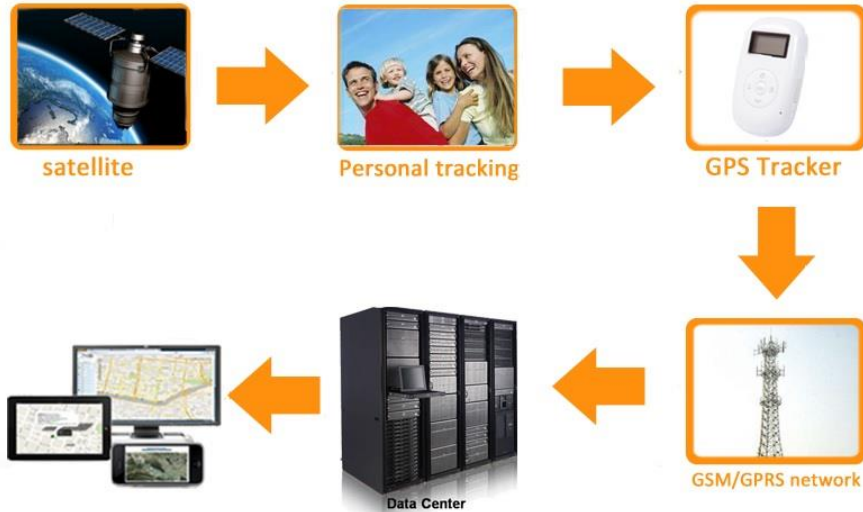 satellite
Personal tracking
GPS Tracker
GSM/GPRS network
Data Center